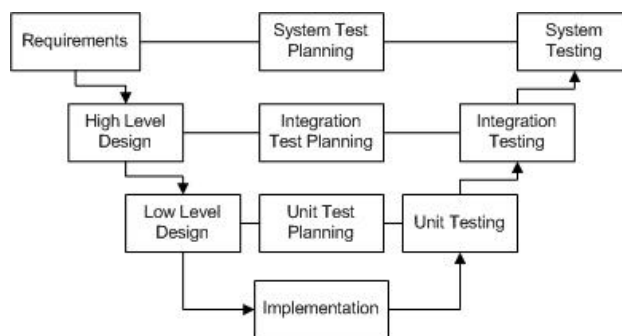 Requirements
System Test
Planning
System
Testing
High Level
Design
Integration
Test Planning
Integration
Testing
Low Level
Design
Unit Test
Planning
Unit Testing
Implementation